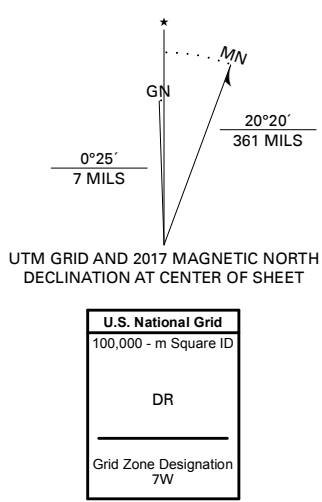 ★
MN
GN
20°20´
361 MILS
0°25´
7 MILS
UTM GRID AND 2017 MAGNETIC NORTH
DECLINATION AT CENTER OF SHEET
U.S. National Grid
100,000 - m Square ID
DR
Grid Zone Designation
7W